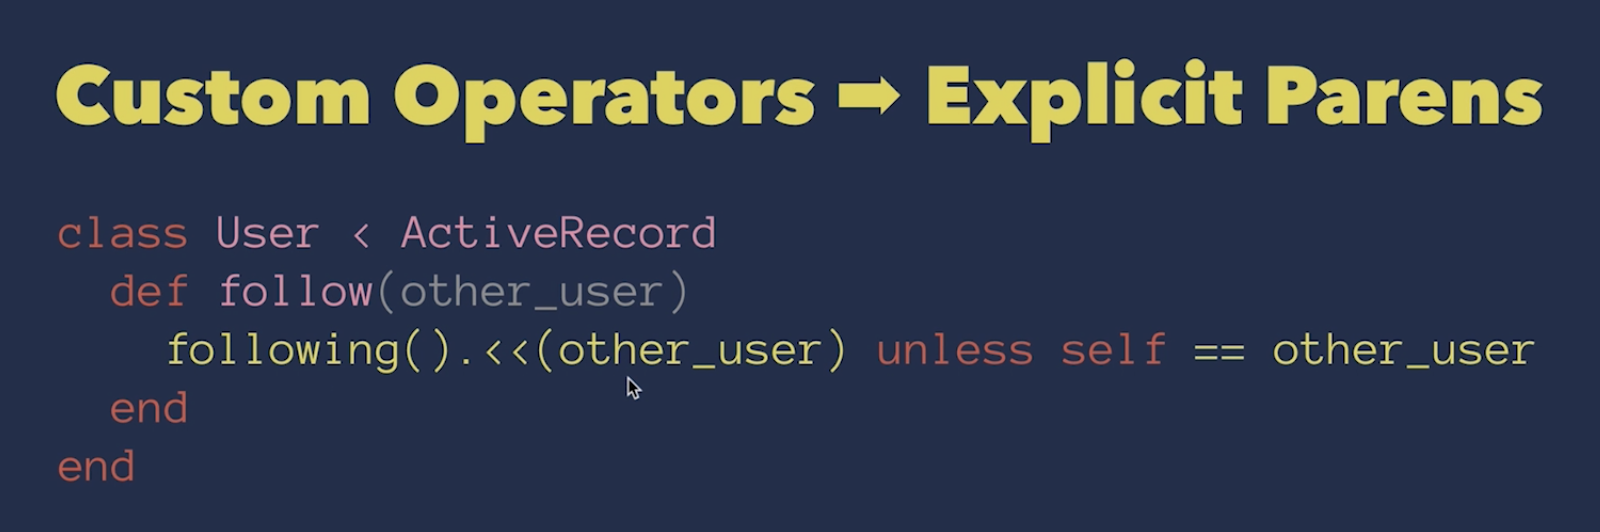 Custom Operators ➡ Explicit Parens
class User < ActiveRecord
  def follow(other_user)
    following().<<(other_user) unless self == other_user
  end
end